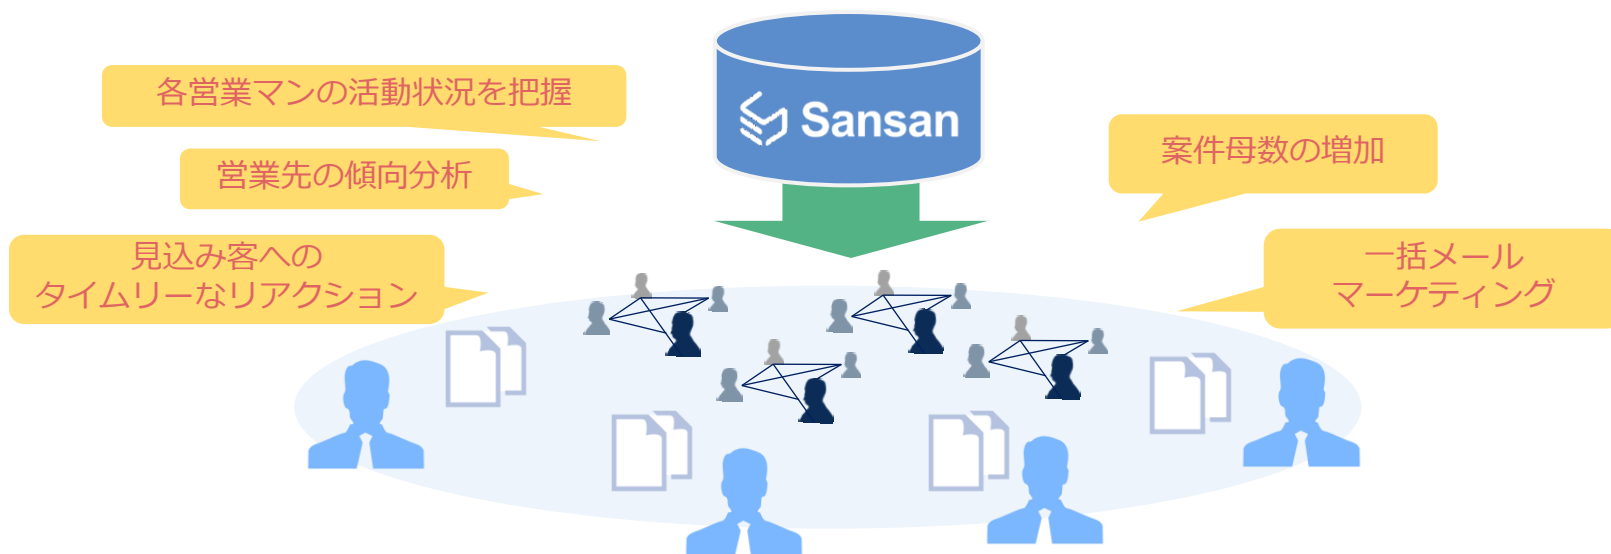 Sansan
各営業マンの活動状況を把握
営業先の傾向分析
見込み客への
タイムリーなリアクション
案件母数の増加
一括メール
マーケティング